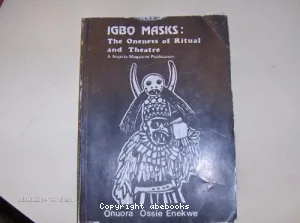 IGBO MASKS:
The Oneness of Ritual
and Theatre
A Nigeria Magazine Publication
Onuora Ossie Enekwe
Copyright: abebooks